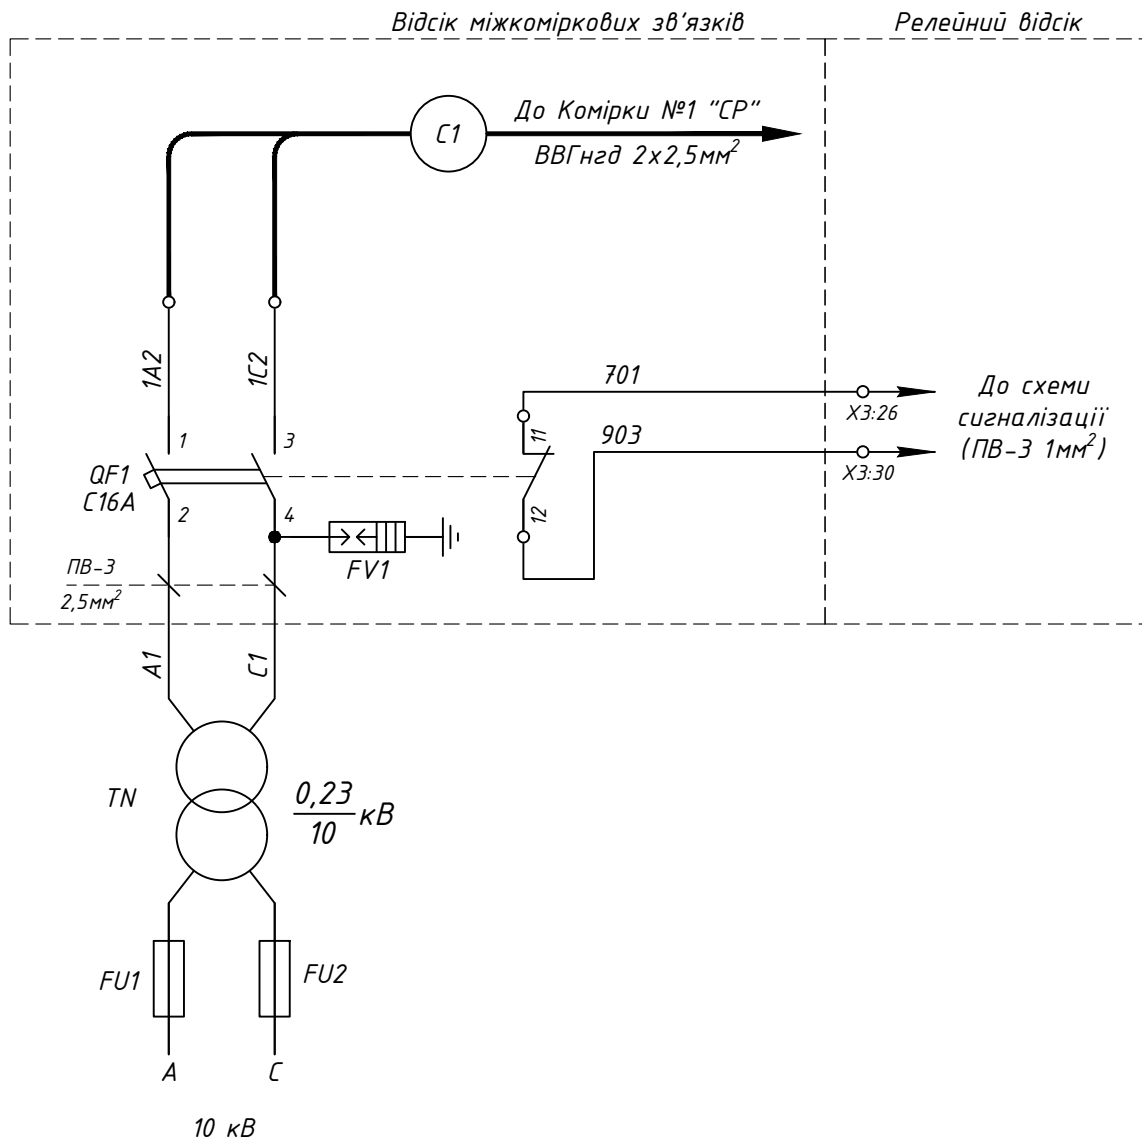 Відсік міжкоміркових зв'язків
Релейний відсік
До Комірки №1 "СР"
С1
ВВГнгд 2х2,5мм²
1А2
1С2
701
Х3:26
До схеми
сигналізації
(ПВ-3 1мм²)
903
Х3:30
1
3
11
QF1
С16А
2
4
12
FV1
ПВ-3
2,5мм²
А1
С1
TN
0,23
10
кВ
FU1
FU2
А
С
10 кВ